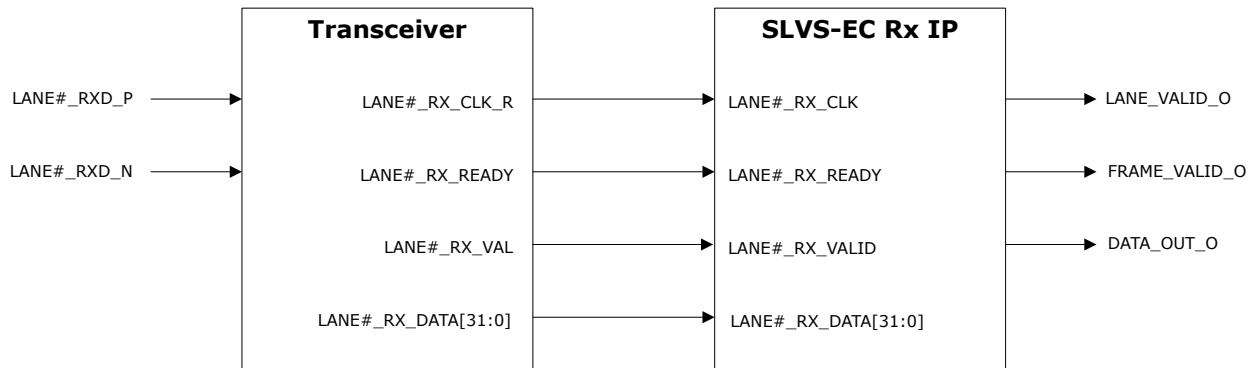 Transceiver
SLVS-EC Rx IP
LANE#_RXD_P
LANE#_RX_CLK_R
LANE#_RX_CLK
LANE_VALID_O
LANE#_RXD_N
LANE#_RX_READY
LANE#_RX_READY
FRAME_VALID_O
LANE#_RX_VAL
LANE#_RX_VALID
DATA_OUT_O
LANE#_RX_DATA[31:0]
LANE#_RX_DATA[31:0]